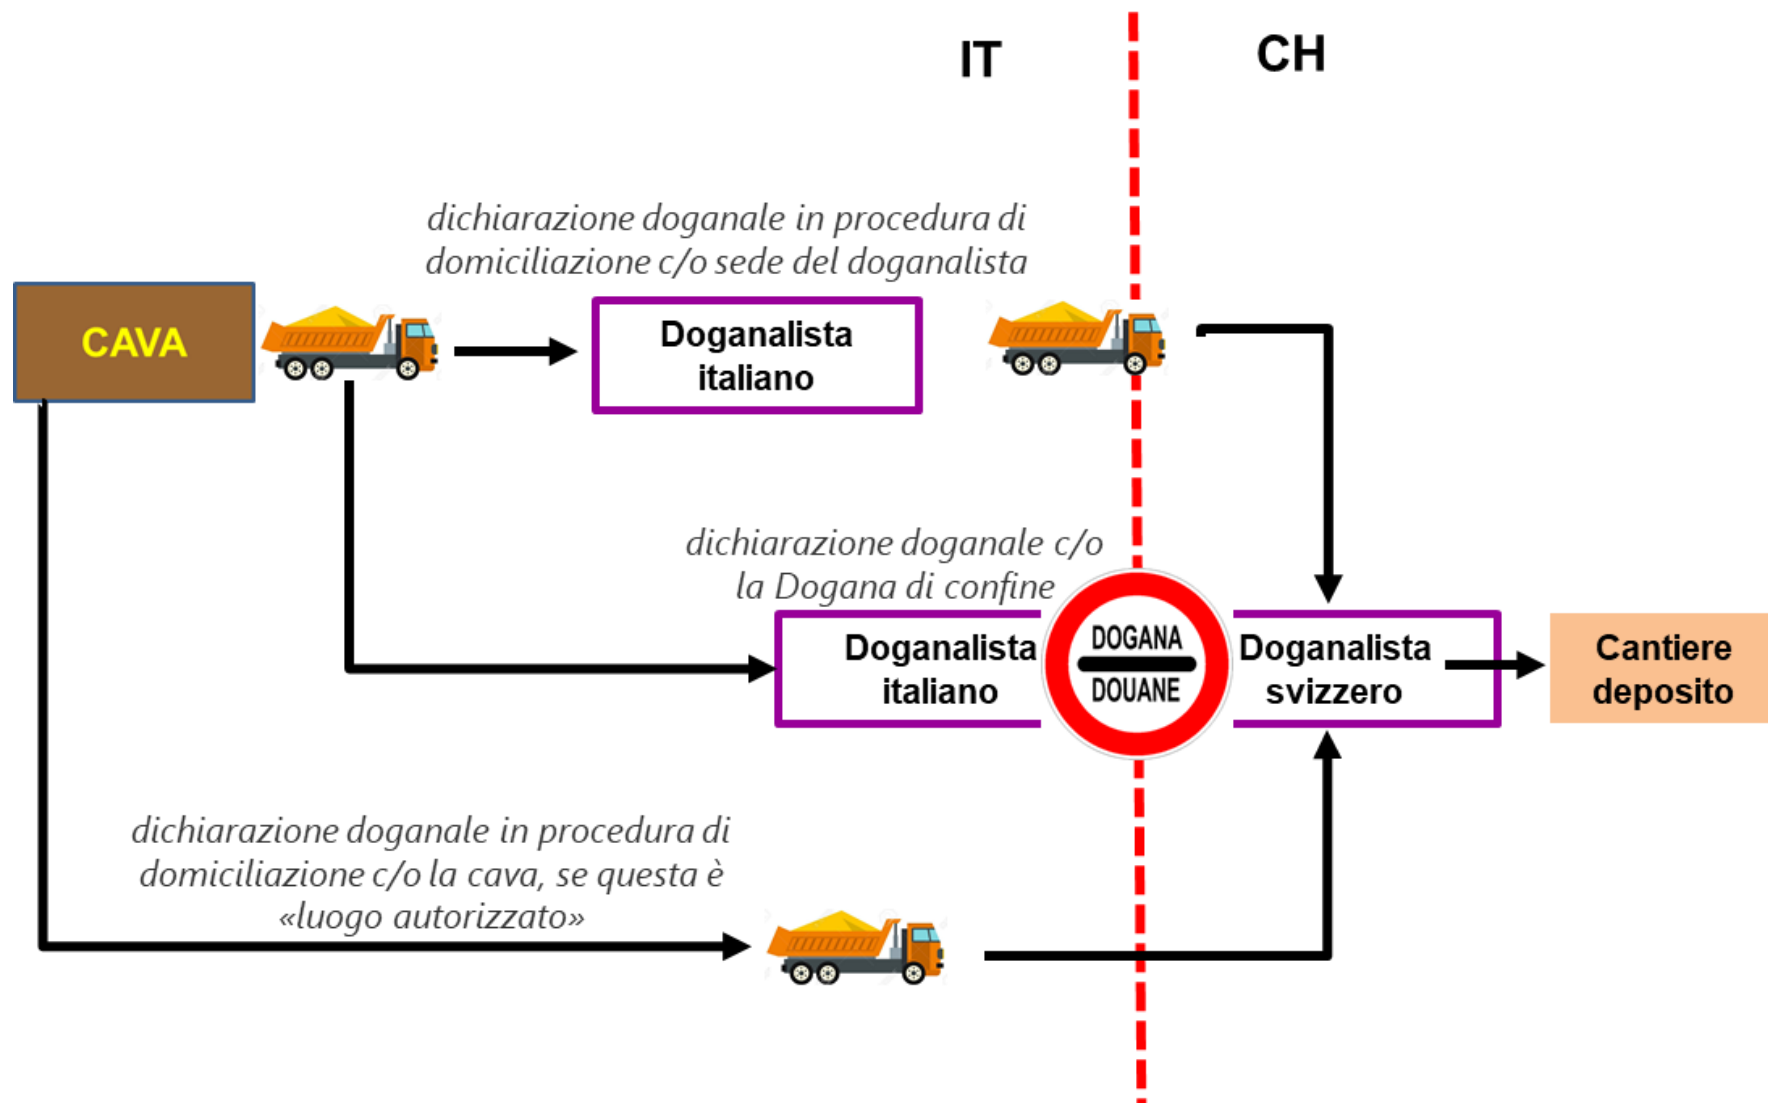 IT
CH
dichiarazione doganale in procedura di
domiciliazione c/o sede del doganalista
CAVA
Doganalista
italiano
dichiarazione doganale c/o
la Dogana di confine
Doganalista
italiano
DOGANA
DOUANE
Doganalista
svizzero
Cantiere
deposito
dichiarazione doganale in procedura di
domiciliazione c/o la cava, se questa è
«luogo autorizzato»